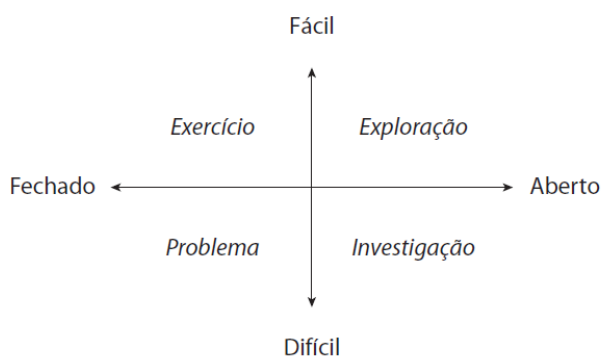 Fácil
Exercício Exploração
Fechado Aberto
Problema Investigação
Difícil